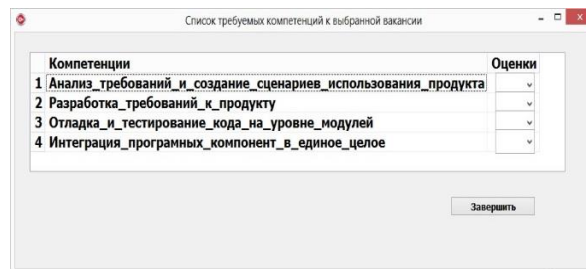 Список требуемых компетенций к выбранной вакансии
Компетенции Оценки
1 Анализ_требований_и_создание_сценариев_использования_продукта
2 Разработка_требований_к_продукту
3 Отладка_и_тестирование_кода_на_уровне_модулей
4 Интеграция_програмных_компонент_в_единое_целое
Завершить